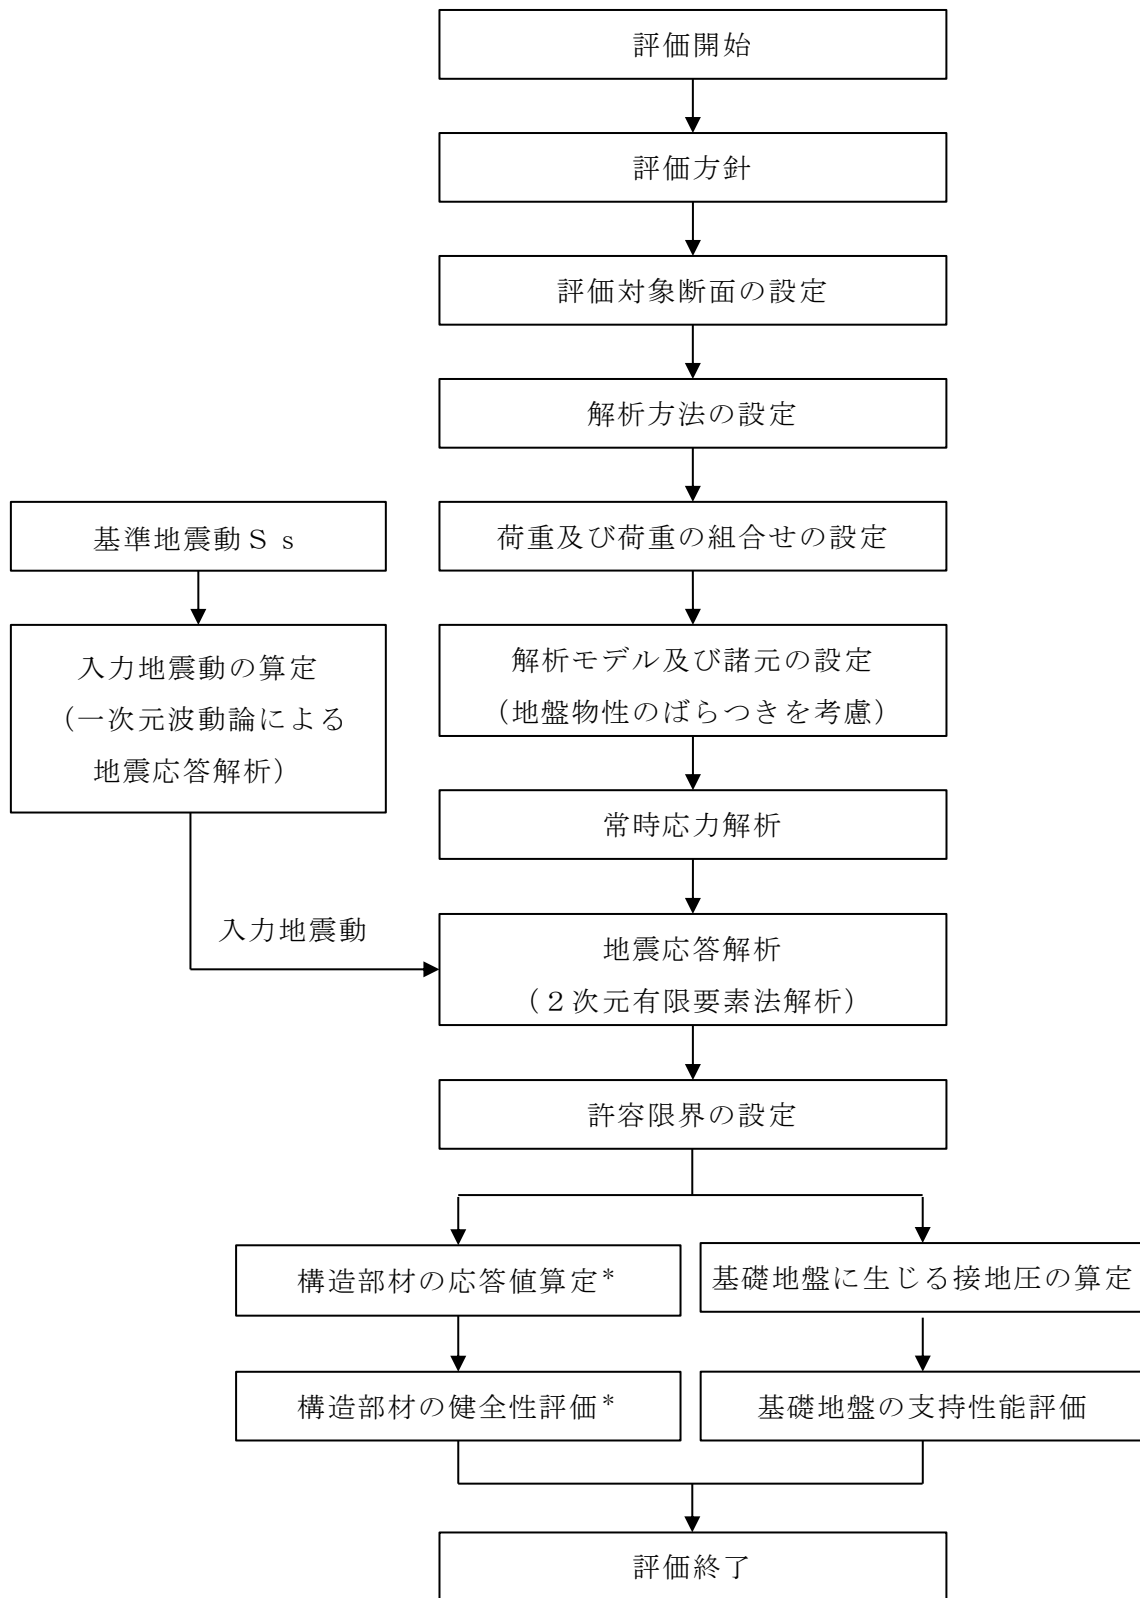 評価開始
評価方針
評価対象断面の設定
解析方法の設定
基準地震動Ｓｓ
荷重及び荷重の組合せの設定
入力地震動の算定
（一次元波動論による
地震応答解析）
解析モデル及び諸元の設定
（地盤物性のばらつきを考慮）
常時応力解析
入力地震動
地震応答解析
（２次元有限要素法解析）
許容限界の設定
構造部材の応答値算定*
基礎地盤に生じる接地圧の算定
構造部材の健全性評価*
基礎地盤の支持性能評価
評価終了